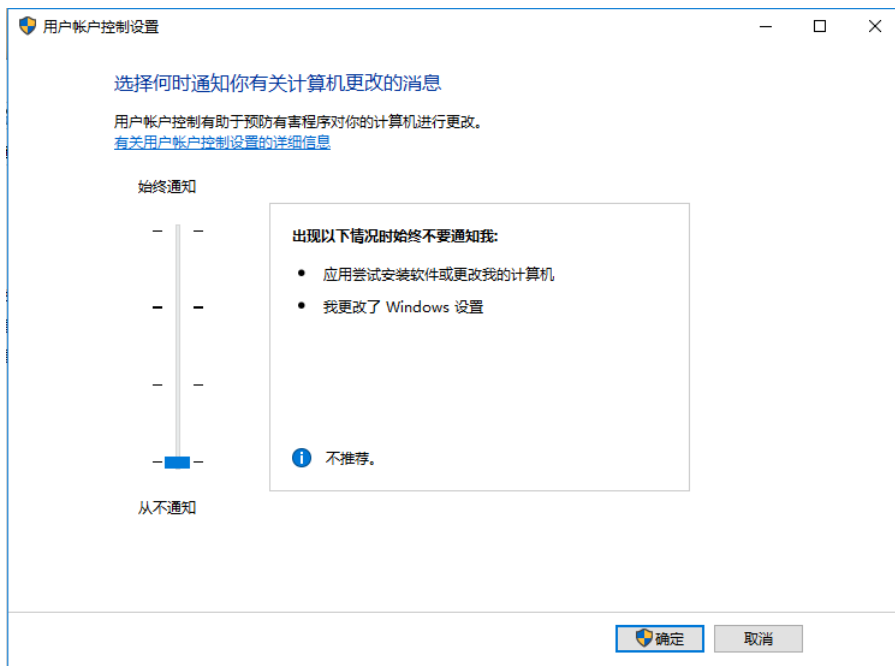 用户帐户控制设置
选择何时通知你有关计算机更改的消息
用户帐户控制有助于预防有害程序对你的计算机进行更改。
有关用户帐户控制设置的详细信息
始终通知
出现以下情况时始终不要通知我:
应用尝试安装软件或更改我的计算机
我更改了 Windows 设置
不推荐。
从不通知
确定
取消